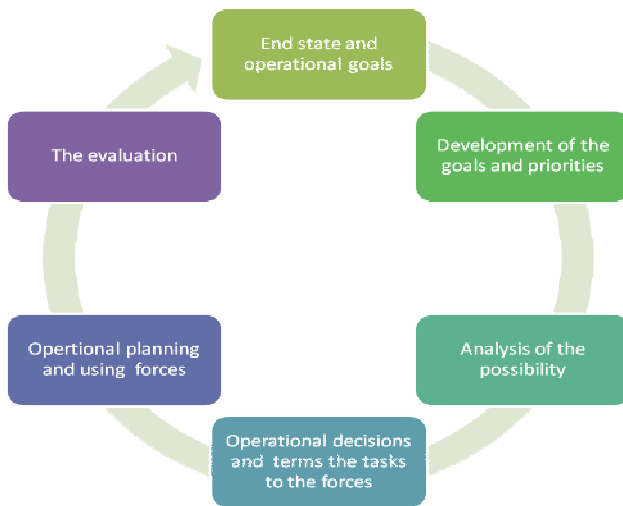 End state and
operational goals
Development of the
goals and priorities
Analysis of the
possibility
Operational decisions
and terms the tasks
to the forces
Opertional planning
and using forces
The evaluation